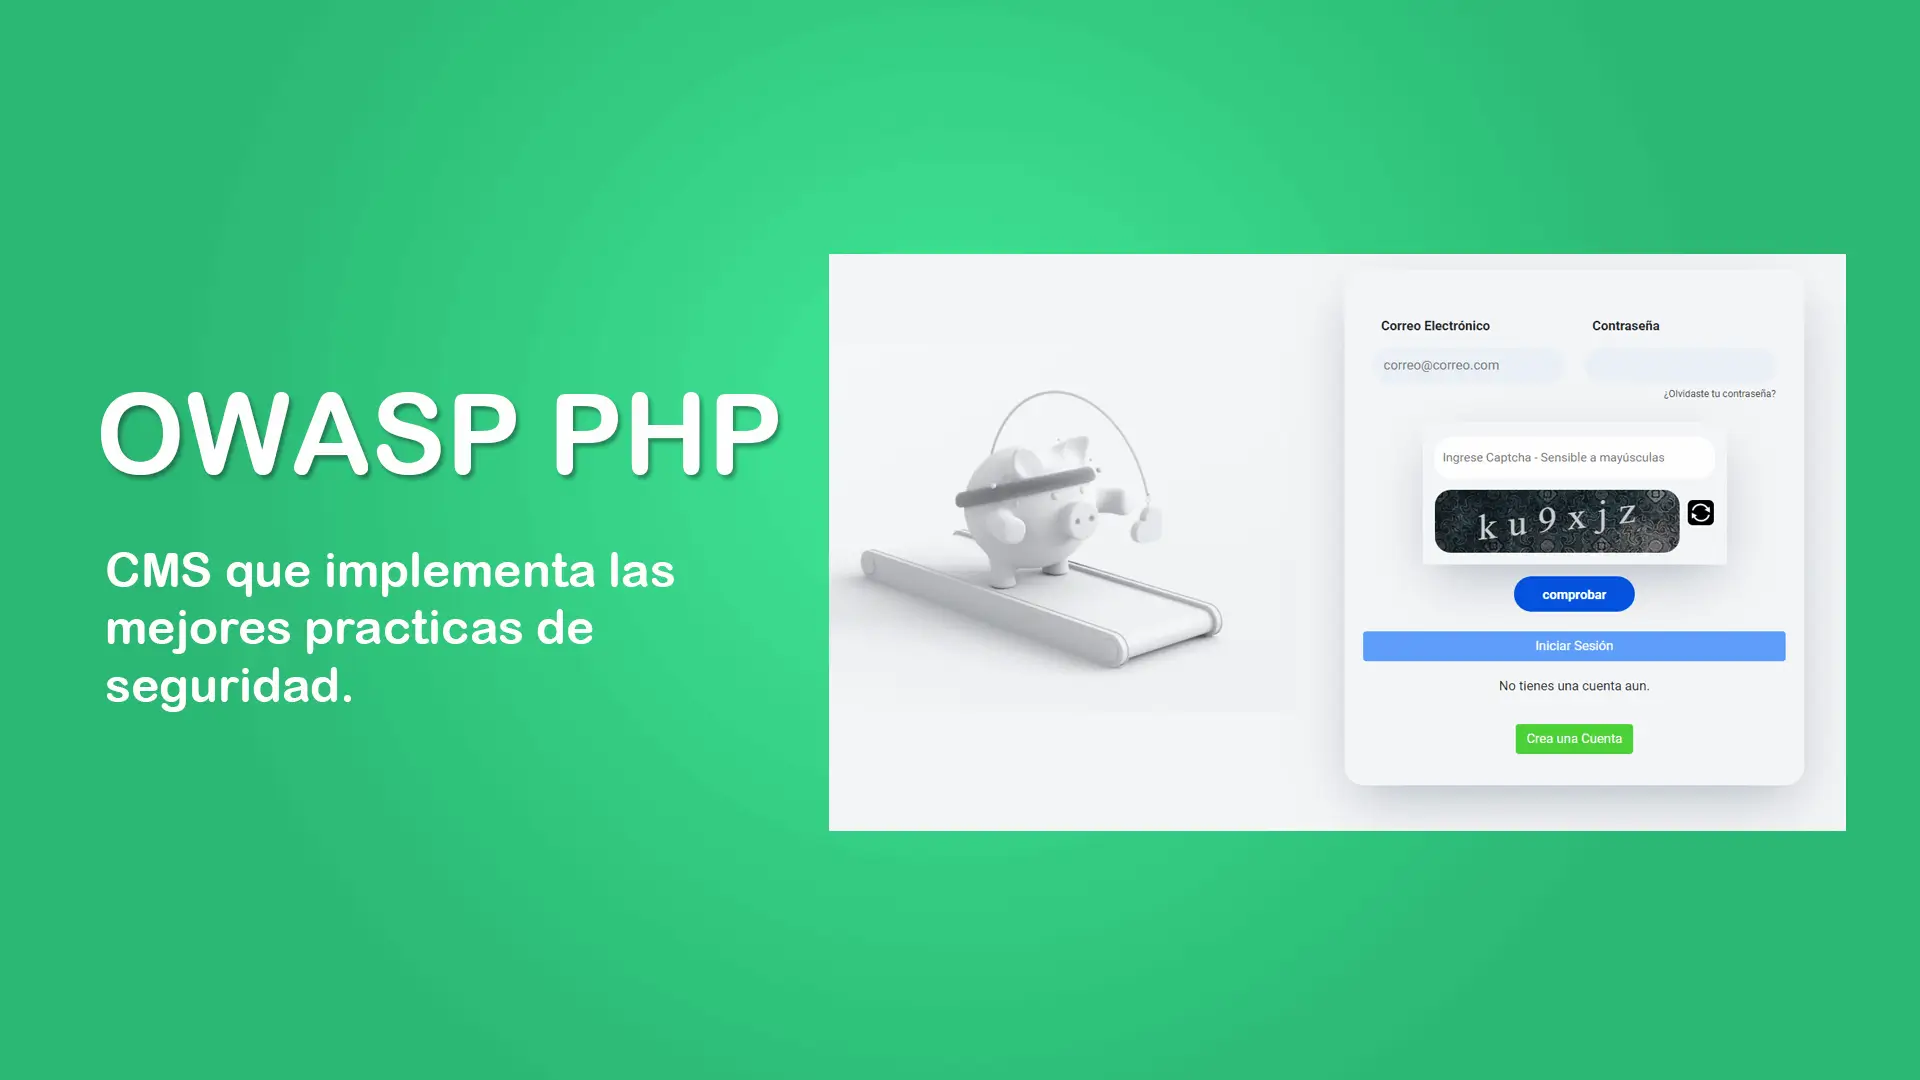 OWASP PHP
CMS que implementa las
mejores practicas de
seguridad.
Correo Electrónico
Contraseña
correo@correo.com
¿Olvidaste tu contraseña?
Ingrese Captcha - Sensible a mayúsculas
ku9xjz
comprobar
Iniciar Sesión
No tienes una cuenta aun.
Crea una Cuenta